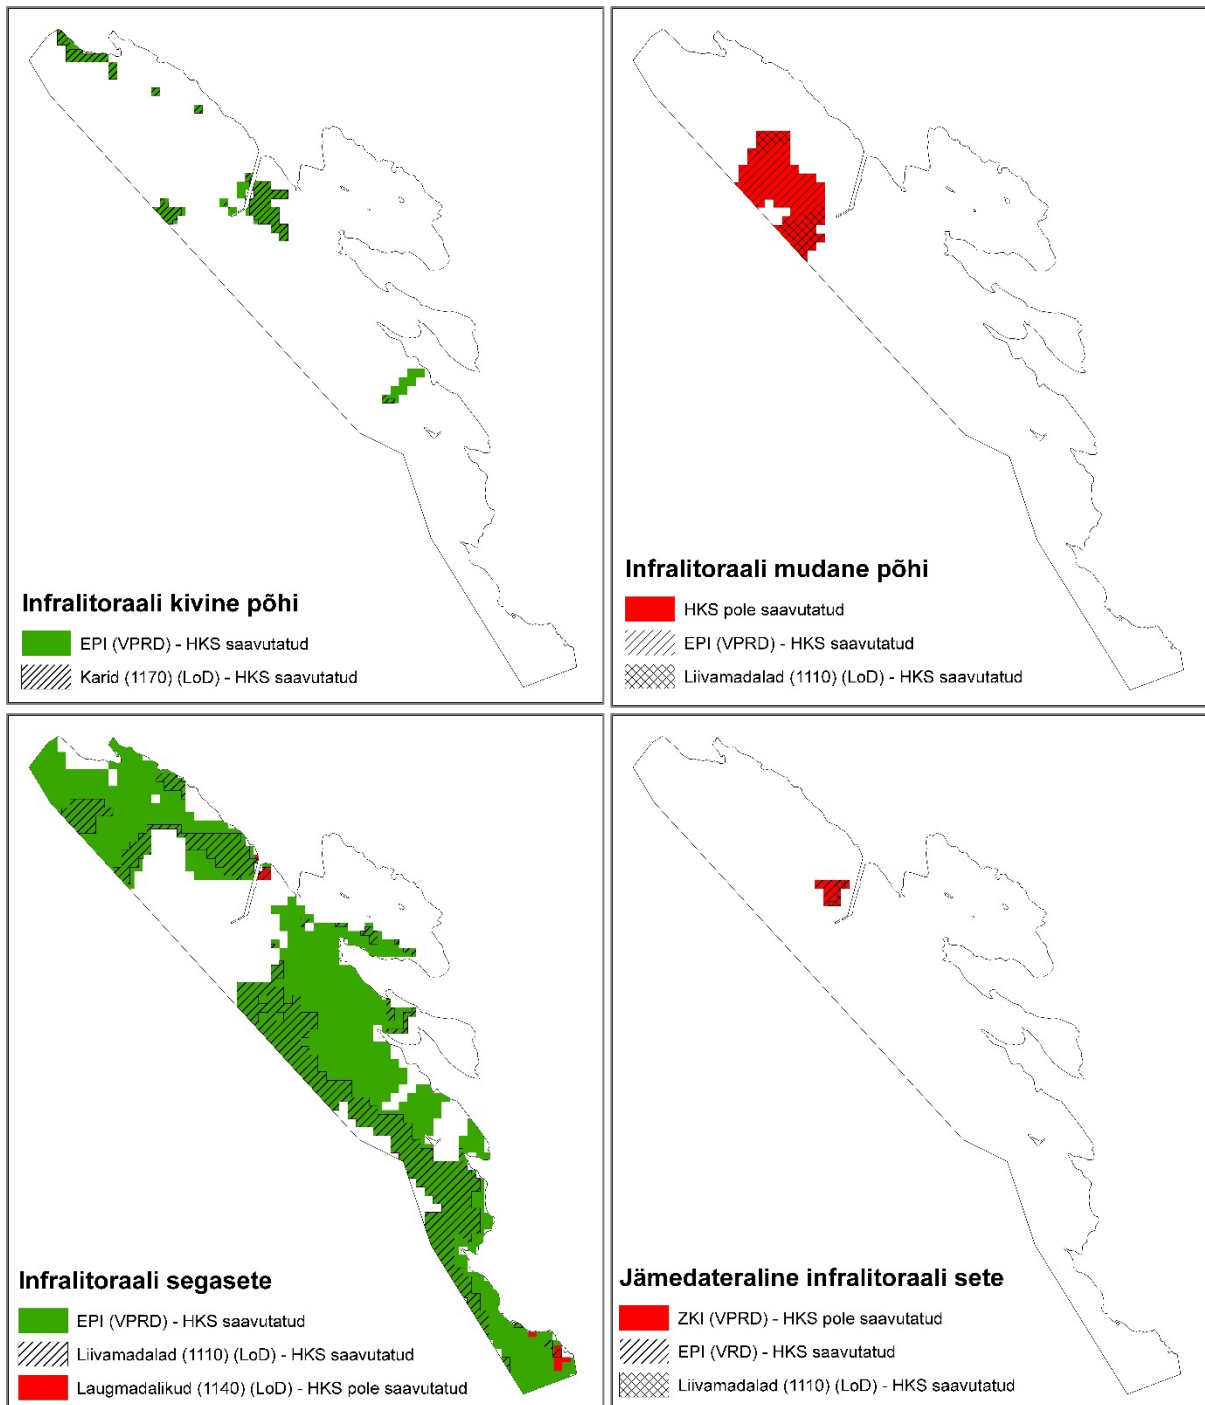 Infralitoraali kivine põhi
EPI (VPRD) - HKS saavutatud
Karid (1170) (LoD) - HKS saavutatud
Infralitoraali mudane põhi
HKS pole saavutatud
EPI (VPRD) - HKS saavutatud
Liivamadalad (1110) (LoD) - HKS saavutatud
Infralitoraali segasete
EPI (VPRD) - HKS saavutatud
Liivamadalad (1110) (LoD) - HKS saavutatud
Laugmadalikud (1140) (LoD) - HKS pole saavutatud
Jämedateraline infralitoraali sete
ZKI (VPRD) - HKS pole saavutatud
EPI (VRD) - HKS saavutatud
Liivamadalad (1110) (LoD) - HKS saavutatud